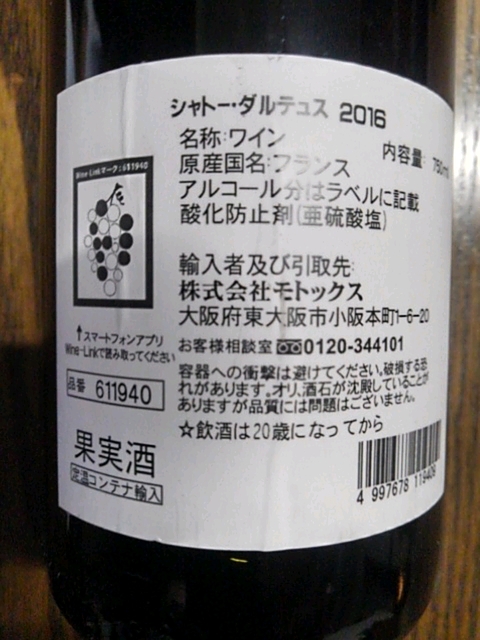 シャトー・ダルテュス 2016
名称:ワイン
内容量: 750ml
原産国名:フランス
アルコール分はラベルに記載
酸化防止剤(亜硫酸塩)
Wine-Linkマーク:611940
輸入者及び引取先:
株式会社モトックス
大阪府東大阪市小阪本町1-6-20
↑スマートフォンアプリ
Wine-Linkで読み取ってください
お客様相談室 0120-344101
容器への衝撃は避けてください。破損する恐
れがあります。オリ、酒石が沈殿していることが
ありますが品質には問題はございません。
品番 611940
☆飲酒は20歳になってから
果実酒
定温コンテナ輸入
4 997678 119409